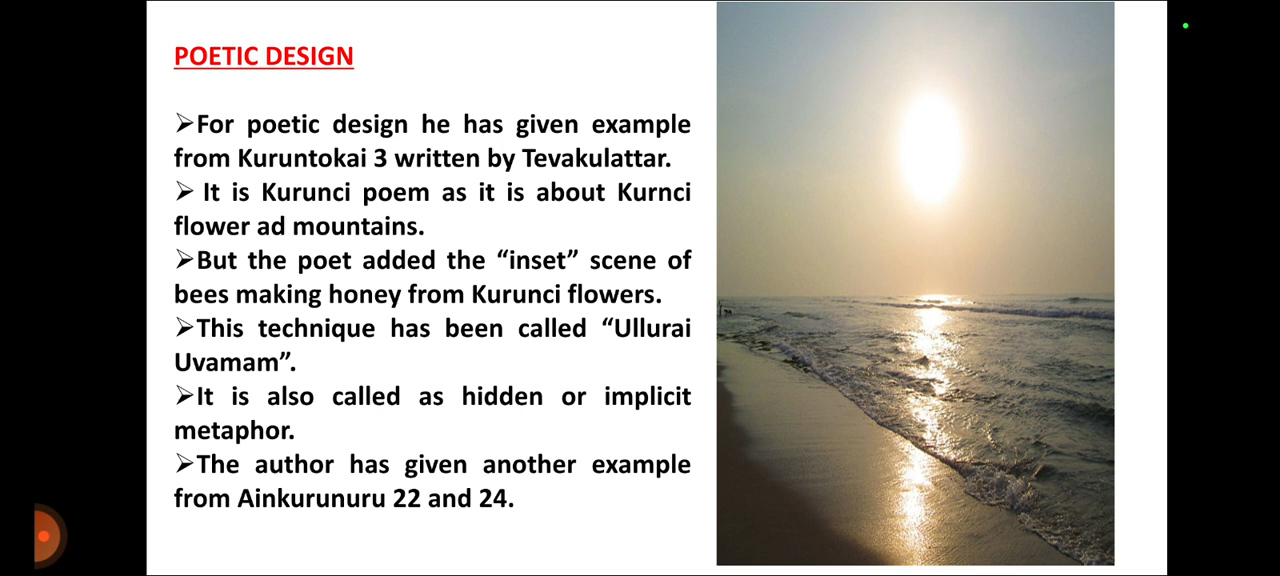 POETIC DESIGN
➢For poetic design he has given example
from Kuruntokai 3 written by Tevakulattar.
➢ It is Kurunci poem as it is about Kurnci
flower ad mountains.
➢But the poet added the “inset” scene of
bees making honey from Kurunci flowers.
➢This technique has been called “Ullurai
Uvamam”.
➢It is also called as hidden or implicit
metaphor.
➢The author has given another example
from Ainkurunuru 22 and 24.